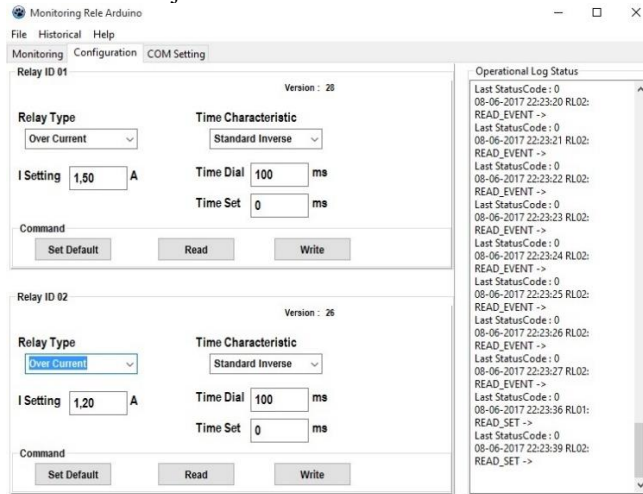 Monitoring Rele Arduino
File Historical Help
Monitoring Configuration COM Setting
Relay ID 01
Version : 28
Relay Type
Time Characteristic
Over Current
Standard Inverse
I Setting 1,50 A
Time Dial 100 ms
Time Set 0 ms
Command
Set Default Read Write
Relay ID 02
Version : 26
Relay Type
Time Characteristic
Over Current
Standard Inverse
I Setting 1,20 A
Time Dial 100 ms
Time Set 0 ms
Command
Set Default Read Write
Operational Log Status
Last StatusCode : 0
08-06-2017 22:23:20 RL02:
READ_EVENT ->
Last StatusCode : 0
08-06-2017 22:23:21 RL02:
READ_EVENT ->
Last StatusCode : 0
08-06-2017 22:23:22 RL02:
READ_EVENT ->
Last StatusCode : 0
08-06-2017 22:23:23 RL02:
READ_EVENT ->
Last StatusCode : 0
08-06-2017 22:23:24 RL02:
READ_EVENT ->
Last StatusCode : 0
08-06-2017 22:23:25 RL02:
READ_EVENT ->
Last StatusCode : 0
08-06-2017 22:23:26 RL02:
READ_EVENT ->
Last StatusCode : 0
08-06-2017 22:23:27 RL02:
READ_EVENT ->
Last StatusCode : 0
08-06-2017 22:23:36 RL01:
READ_SET ->
Last StatusCode : 0
08-06-2017 22:23:39 RL02:
READ_SET ->